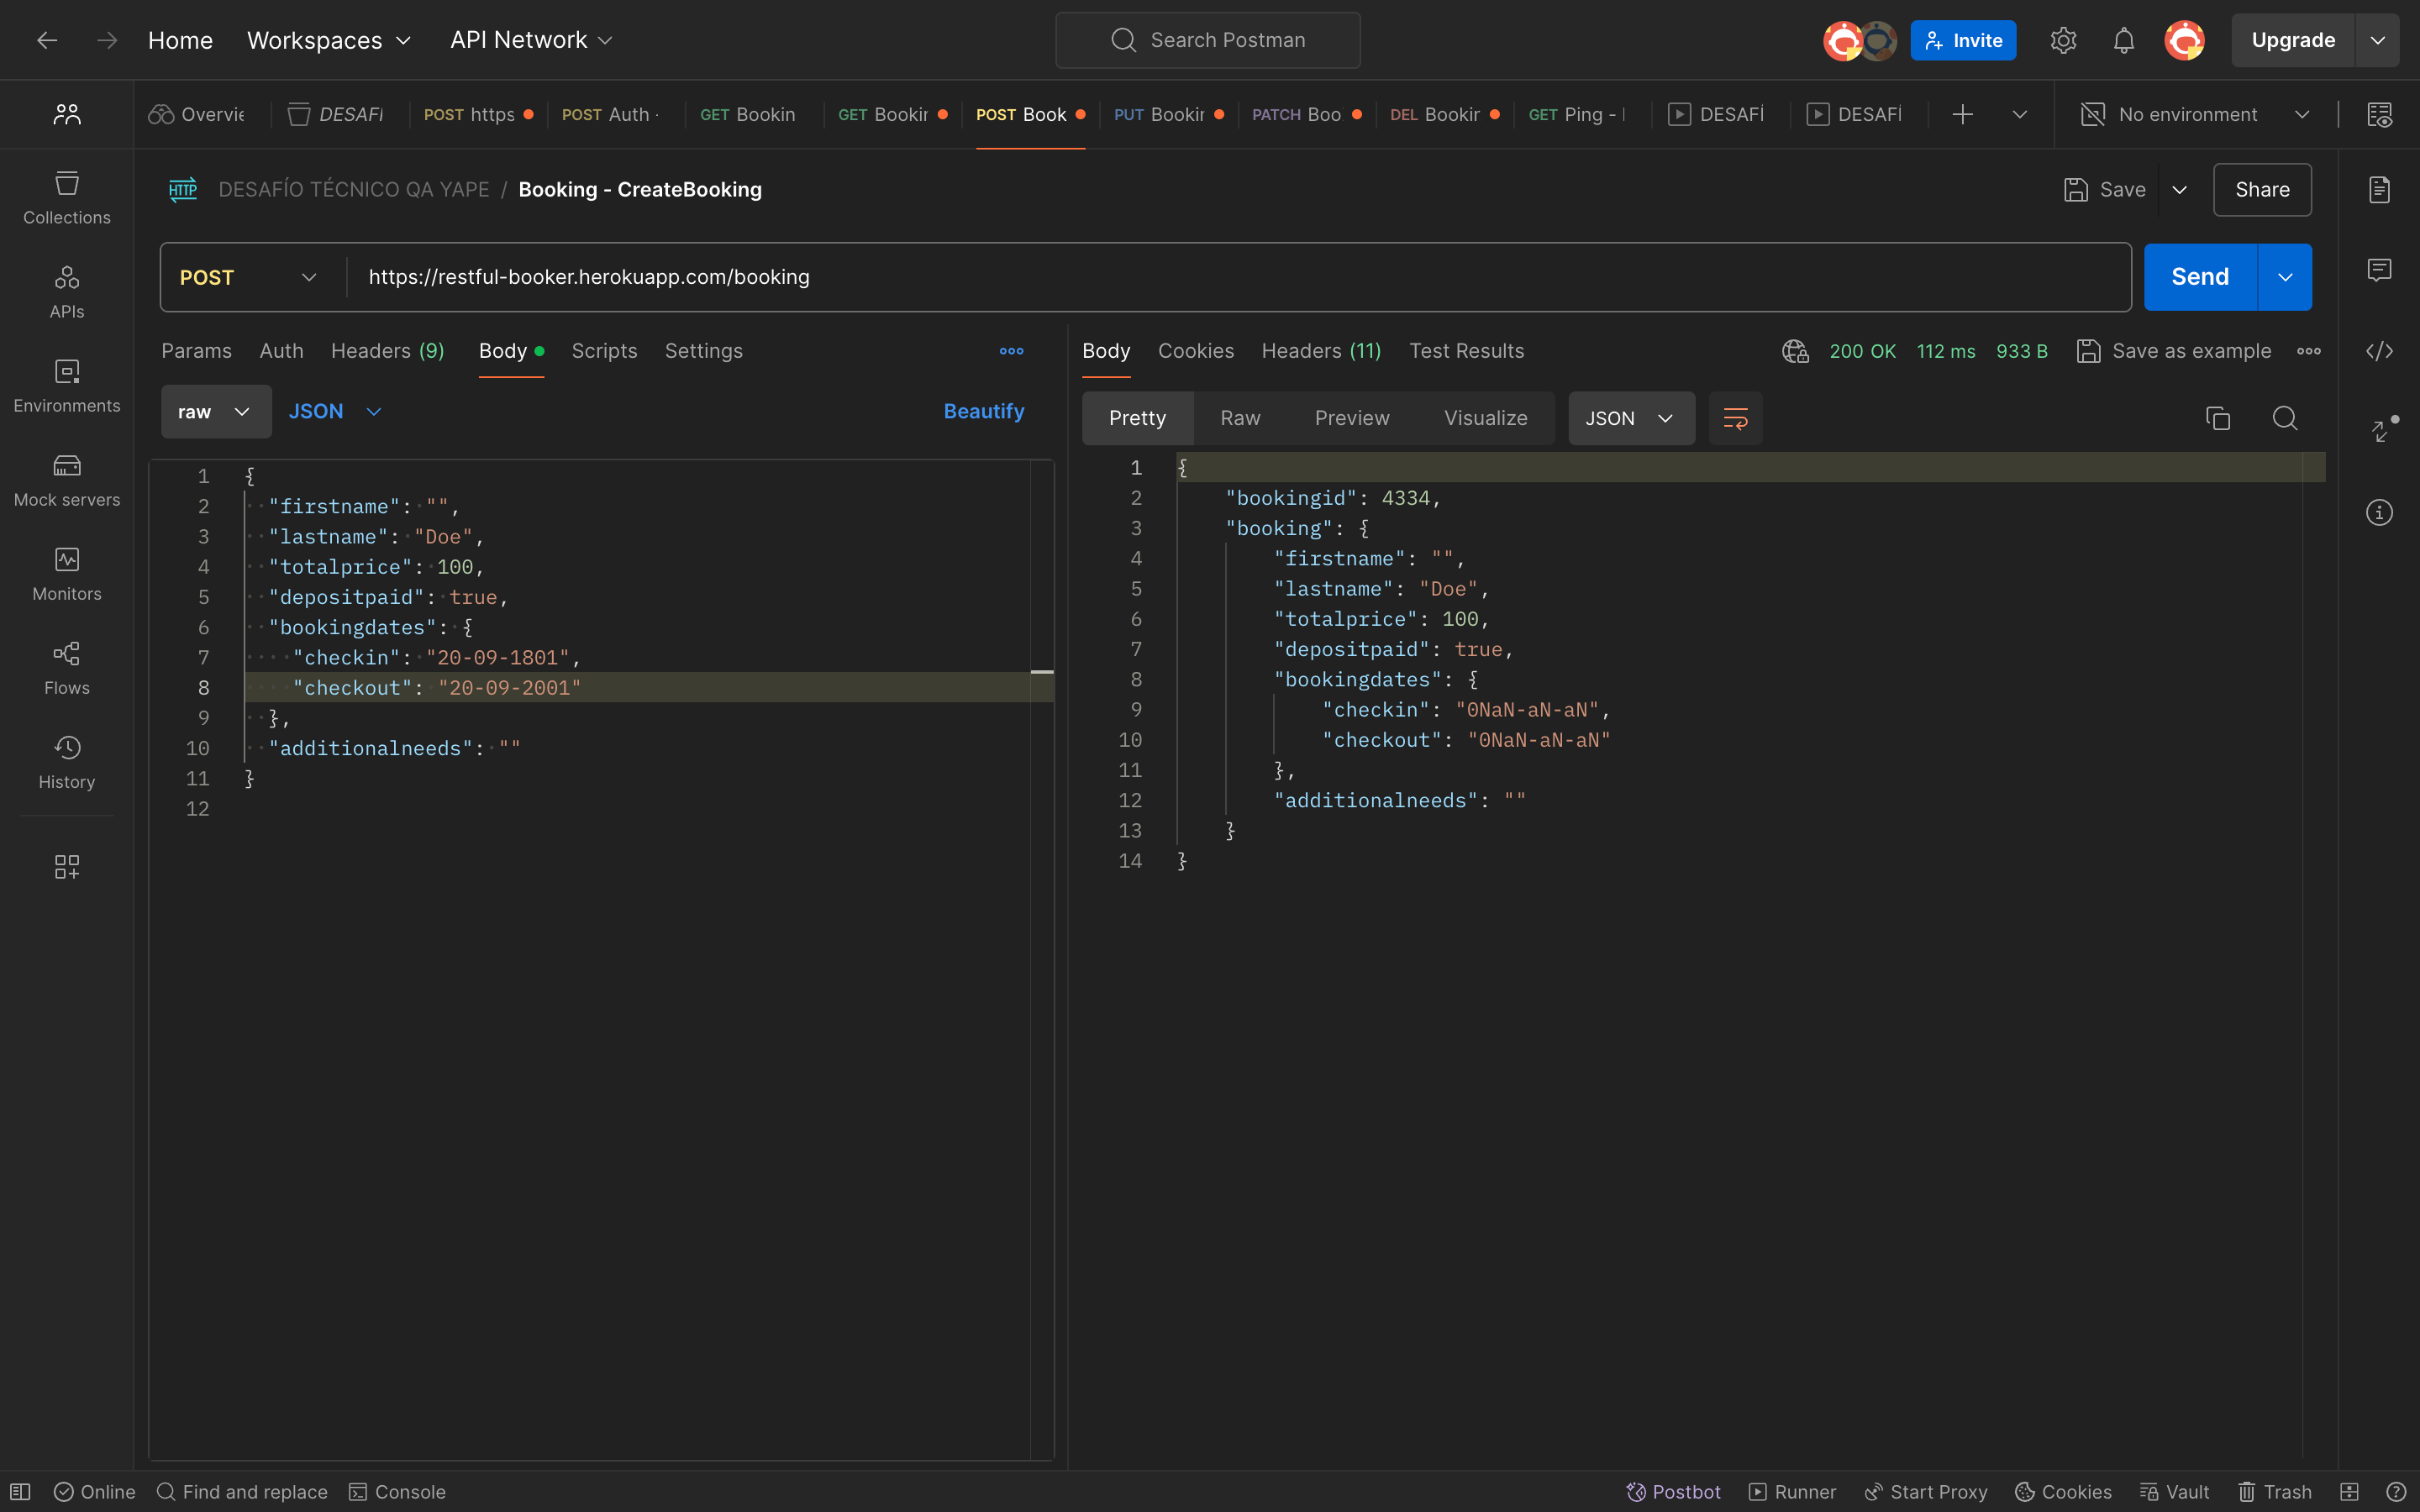 Home Workspaces API Network Search Postman Invite Upgrade
Overvie DESAFI POST https POST Auth · GET Bookin GET Bookir POST Book PUT Bookir PATCH Boo DEL Bookir GET Ping - DESAFÍ DESAFÍ No environment
HTTP DESAFÍO TÉCNICO QA YAPE / Booking - CreateBooking Save Share
POST https://restful-booker.herokuapp.com/booking Send
Collections
APIs
Environments
Mock servers
Monitors
Flows
History
Params Auth Headers (9) Body Scripts Settings
raw JSON Beautify
1 {
2 "firstname": "",
3 "lastname": "Doe",
4 "totalprice": 100,
5 "depositpaid": true,
6 "bookingdates": {
7 "checkin": "20-09-1801",
8 "checkout": "20-09-2001"
9 },
10 "additionalneeds": ""
11 }
12
Body Cookies Headers (11) Test Results 200 OK 112 ms 933 B Save as example
Pretty Raw Preview Visualize JSON
1 {
2 "bookingid": 4334,
3 "booking": {
4 "firstname": "",
5 "lastname": "Doe",
6 "totalprice": 100,
7 "depositpaid": true,
8 "bookingdates": {
9 "checkin": "0NaN-aN-aN",
10 "checkout": "0NaN-aN-aN"
11 },
12 "additionalneeds": ""
13 }
14 }
Online Find and replace Console Postbot Runner Start Proxy Cookies Vault Trash